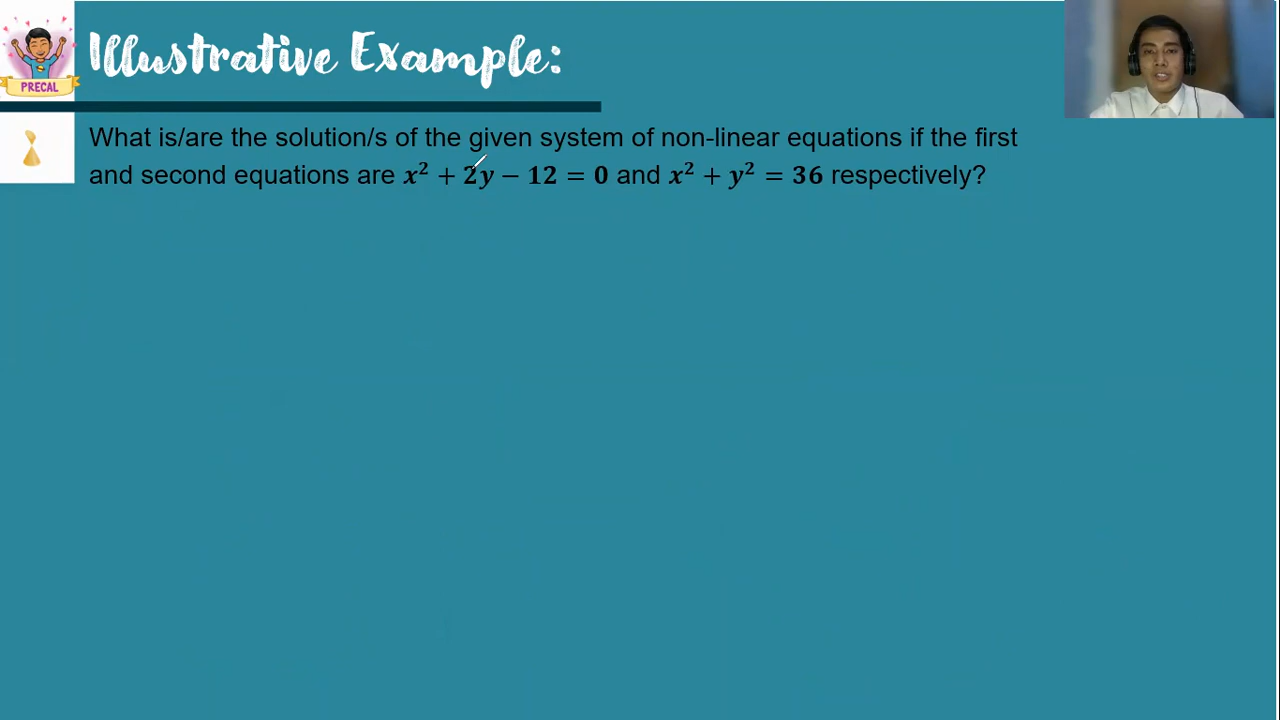 Illustrative Example:
PRECAL
What is/are the solution/s of the given system of non-linear equations if the first
and second equations are x² + 2y − 12 = 0 and x² + y² = 36 respectively?